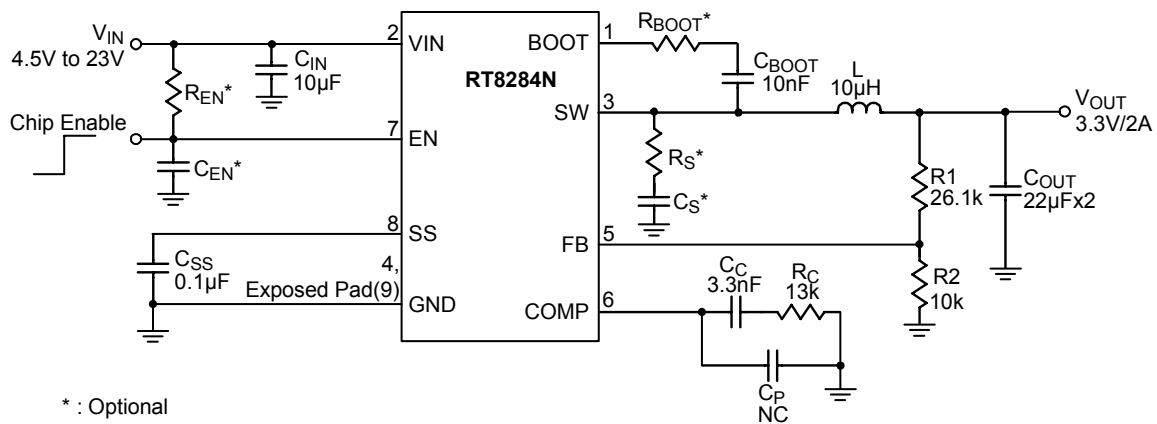 VIN
4.5V to 23V
REN*
CIN
10µF
Chip Enable
CEN*
CSS
0.1µF
2
VIN
7
EN
8
SS
4,
Exposed Pad(9)
GND
RT8284N
BOOT
1
SW
3
FB
5
COMP
6
RBOOT*
CBOOT
10nF
L
10µH
RS*
CS*
VOUT
3.3V/2A
R1
26.1k
COUT
22µFx2
R2
10k
CC
3.3nF
RC
13k
CP
NC
* : Optional